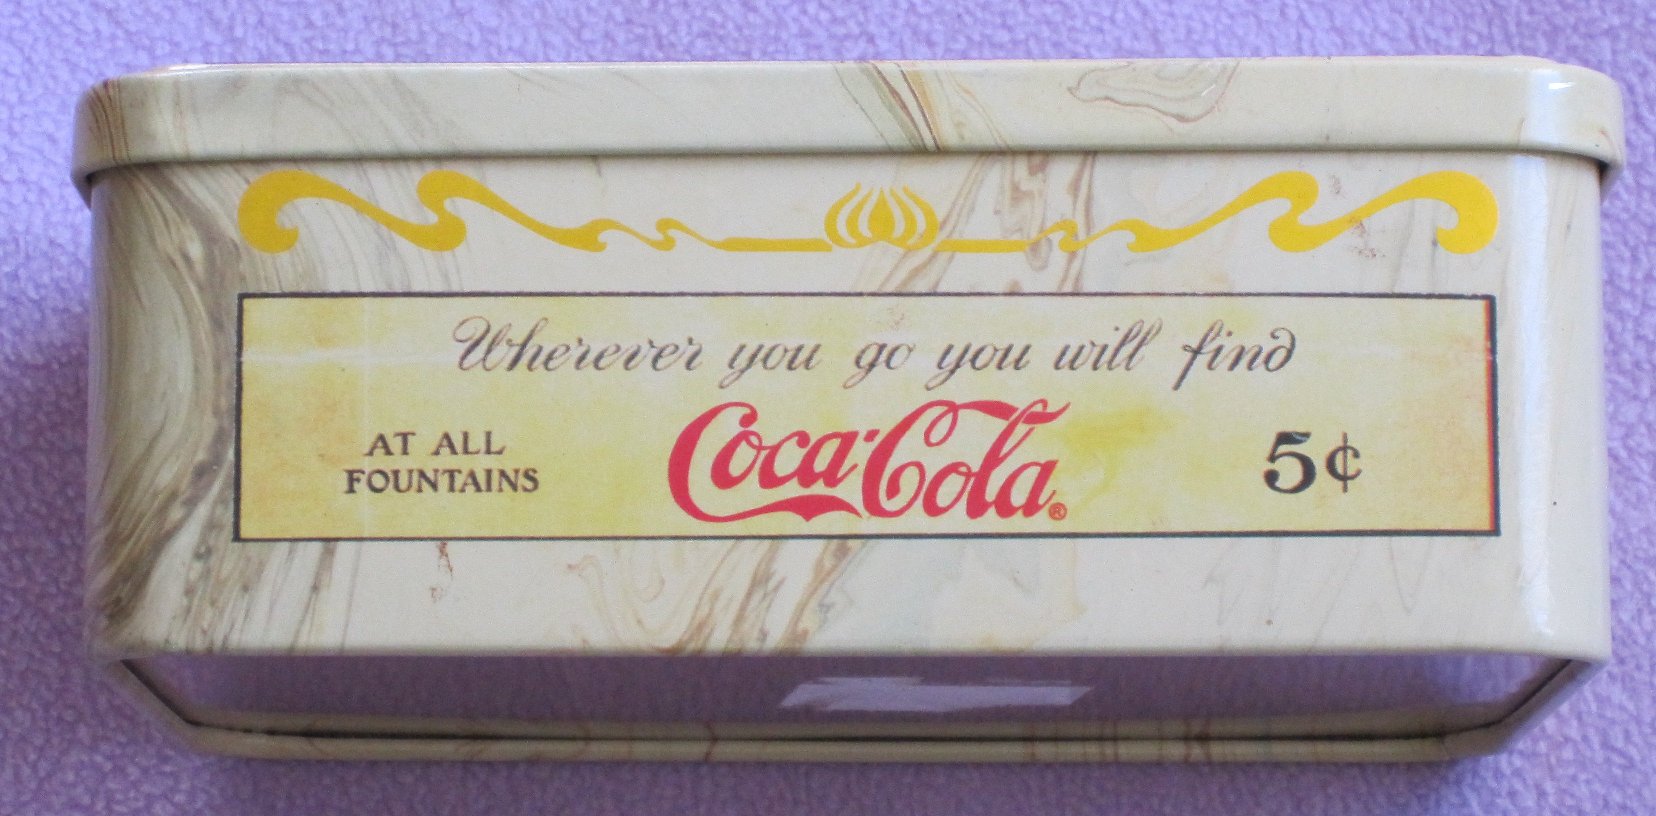 Wherever you go you will find
AT ALL
FOUNTAINS
Coca-Cola®
5¢